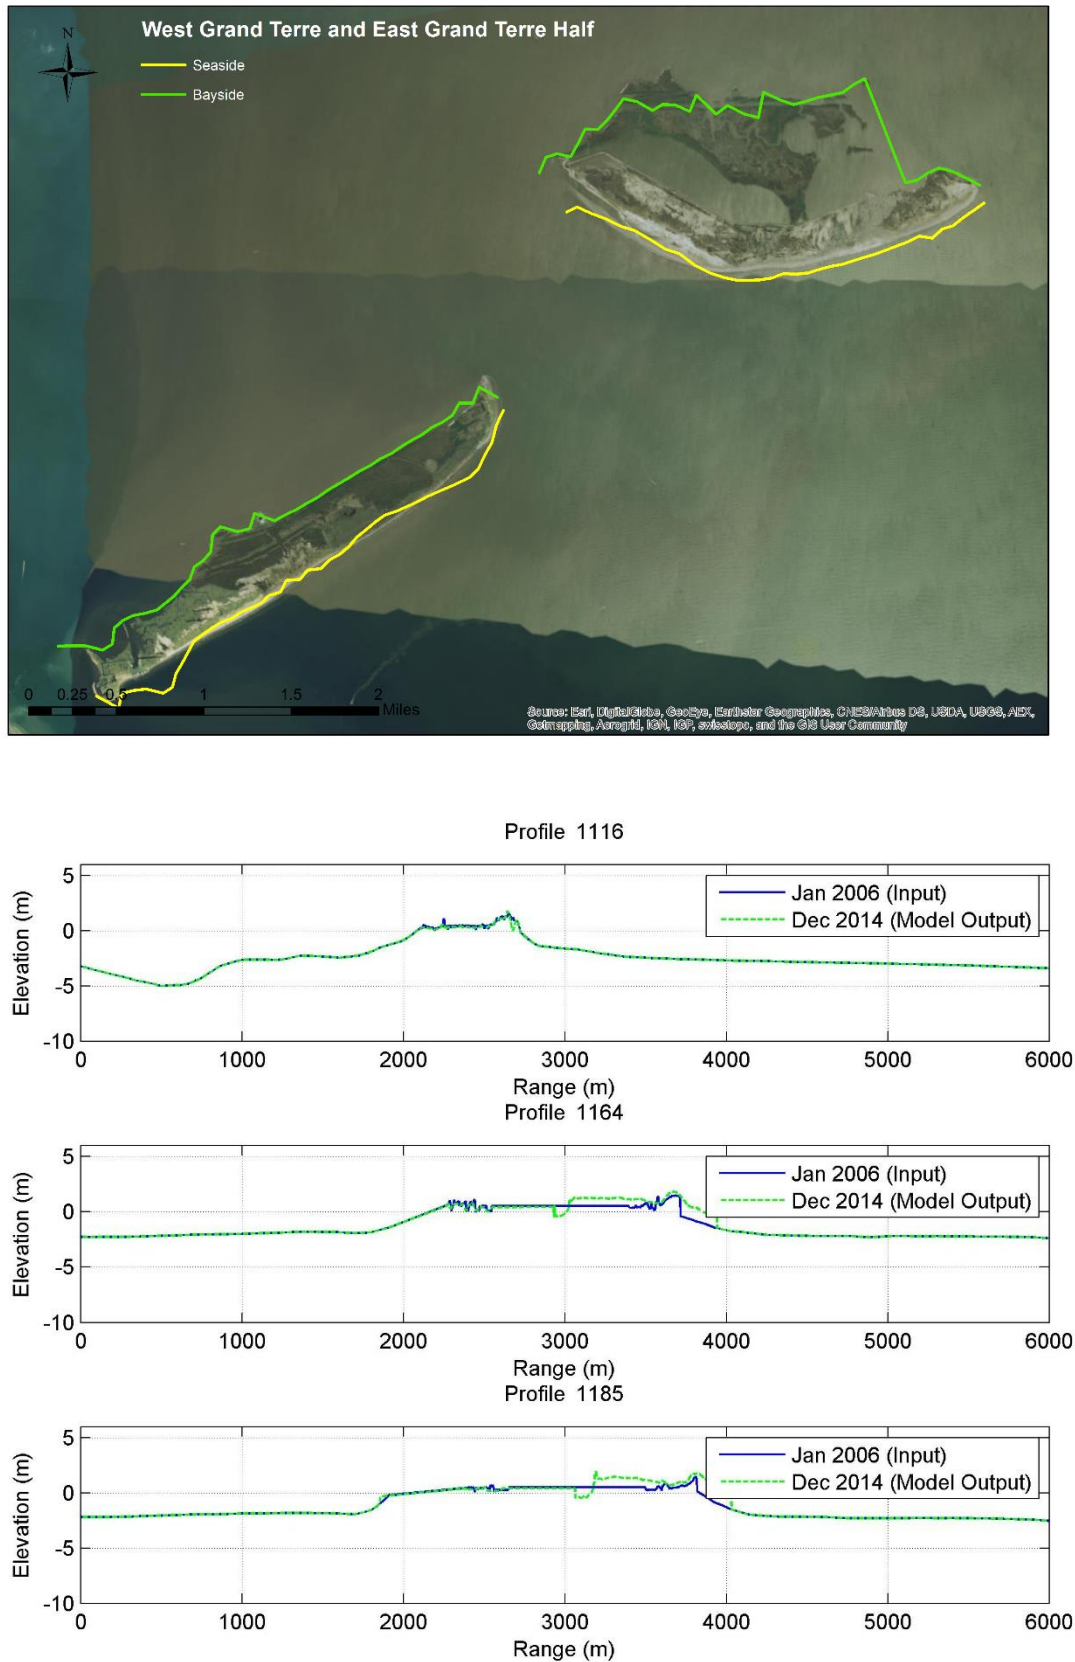 West Grand Terre and East Grand Terre Half
N
Seaside
Bayside
0 0.25 0.5 1 1.5 2
Miles
Source: Esri, DigitalGlobe, GeoEye, Earthstar Geographics, CNES/Airbus DS, USDA, USGS, AEX,
Getmapping, Aerogrid, IGN, IGP, swisstopo, and the GIS User Community
Profile 1116
5
0
-5
-10
Elevation (m)
Jan 2006 (Input)
Dec 2014 (Model Output)
0 1000 2000 3000 4000 5000 6000
Range (m)
Profile 1164
5
0
-5
-10
Elevation (m)
Jan 2006 (Input)
Dec 2014 (Model Output)
0 1000 2000 3000 4000 5000 6000
Range (m)
Profile 1185
5
0
-5
-10
Elevation (m)
Jan 2006 (Input)
Dec 2014 (Model Output)
0 1000 2000 3000 4000 5000 6000
Range (m)